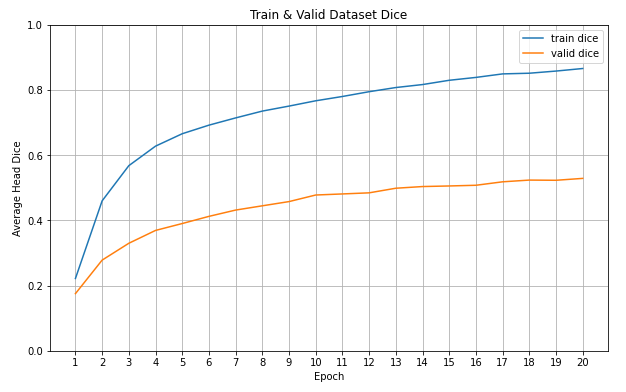 Train & Valid Dataset Dice
train dice
valid dice
Average Head Dice
1.0
0.8
0.6
0.4
0.2
0.0
1 2 3 4 5 6 7 8 9 10 11 12 13 14 15 16 17 18 19 20
Epoch